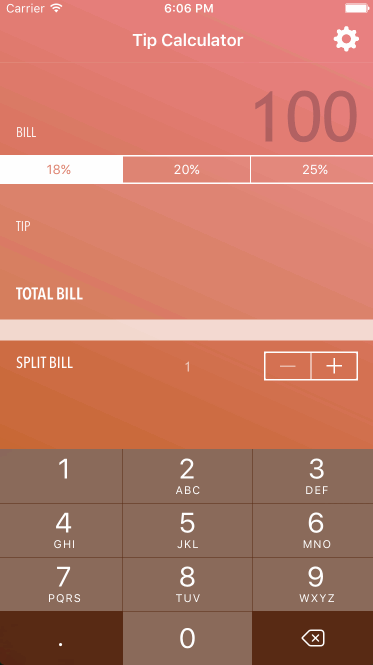 Carrier 6:06 PM
Tip Calculator
100
BILL
18% 20% 25%
TIP
TOTAL BILL
SPLIT BILL 1 — +
1 2 3
ABC DEF
4 5 6
GHI JKL MNO
7 8 9
PQRS TUV WXYZ
. 0